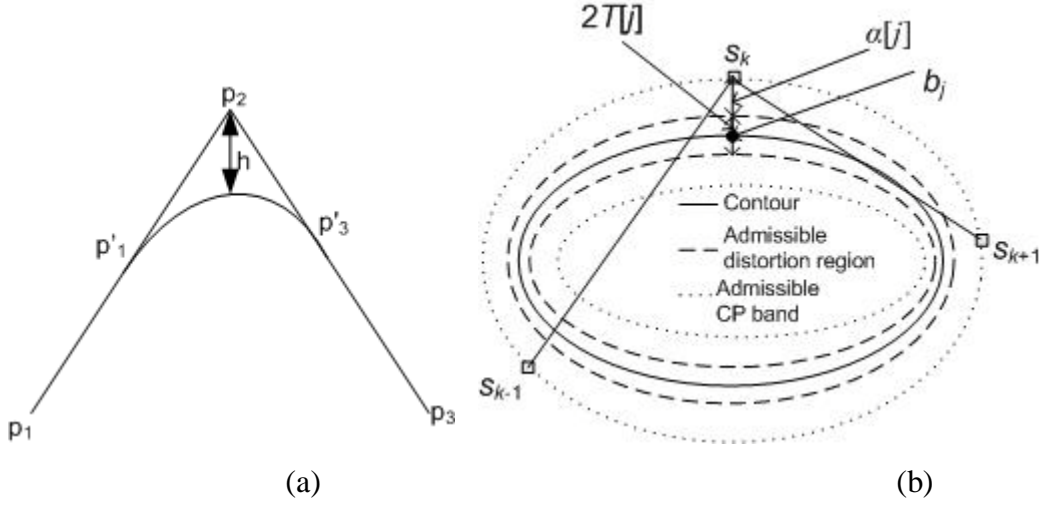 p₂
h
p'₁
p'₃
p₁
p₃
(a)
2T[j]
α[j]
sₖ
bⱼ
Contour
Admissible
distortion region
Admissible
CP band
sₖ₊₁
sₖ₋₁
(b)